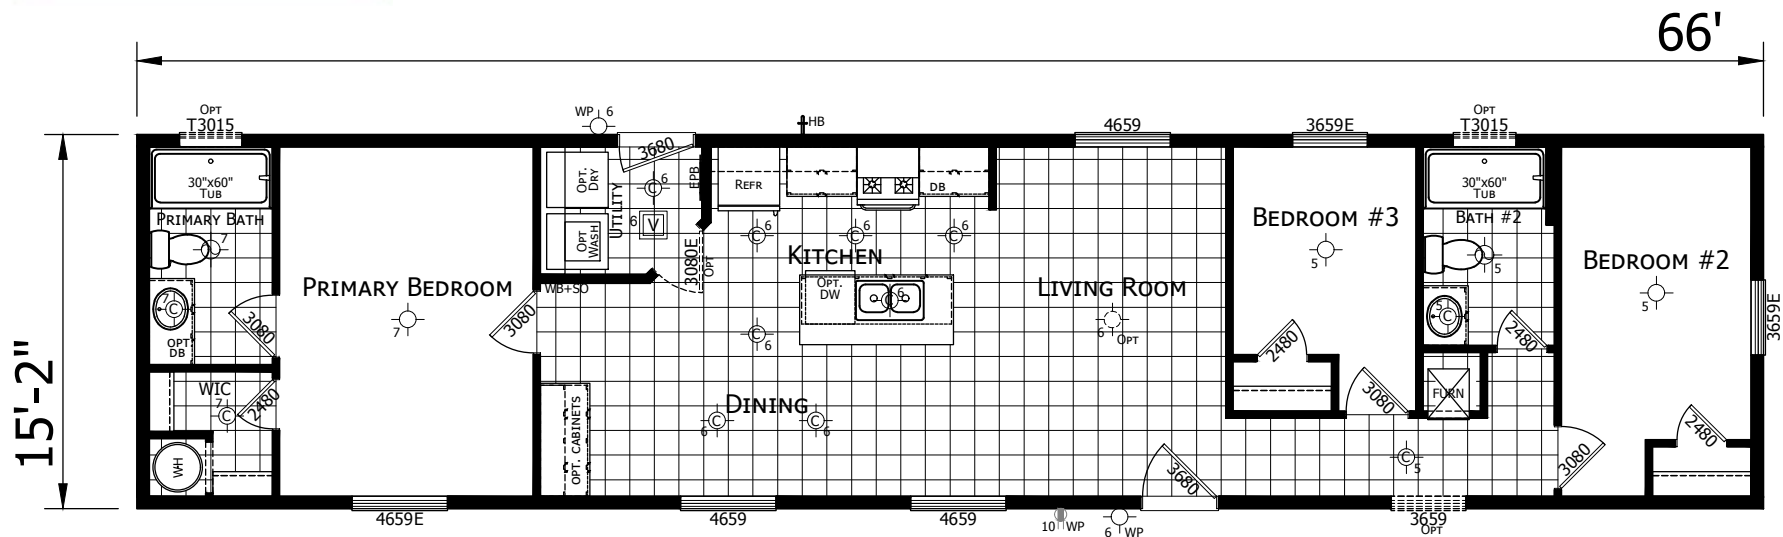 66'
15'-2"
OPT
T3015
WP 6
HB
4659
3659E
OPT
T3015
30"x60"
TUB
PRIMARY BATH
7
7
OPT
DB
3080
WIC
7
2480
WH
PRIMARY BEDROOM
7
3080
4659E
OPT.
DRY
OPT
WASH
UTILITY
3680
C 6
6 V
EPB
3080E
OPT
WB+SO
REFR
DB
C 6
C 6
C 6
KITCHEN
OPT.
DW
C 6
C 6
DINING
6 C
C 6
OPT. CABINETS
4659
4659
LIVING ROOM
6 OPT
3680
10 WP
6 WP
BEDROOM #3
5
2480
3080
30"x60"
TUB
BATH #2
5
5
C
2480
FURN
C 5
3659
OPT
BEDROOM #2
5
3659E
2480
3080